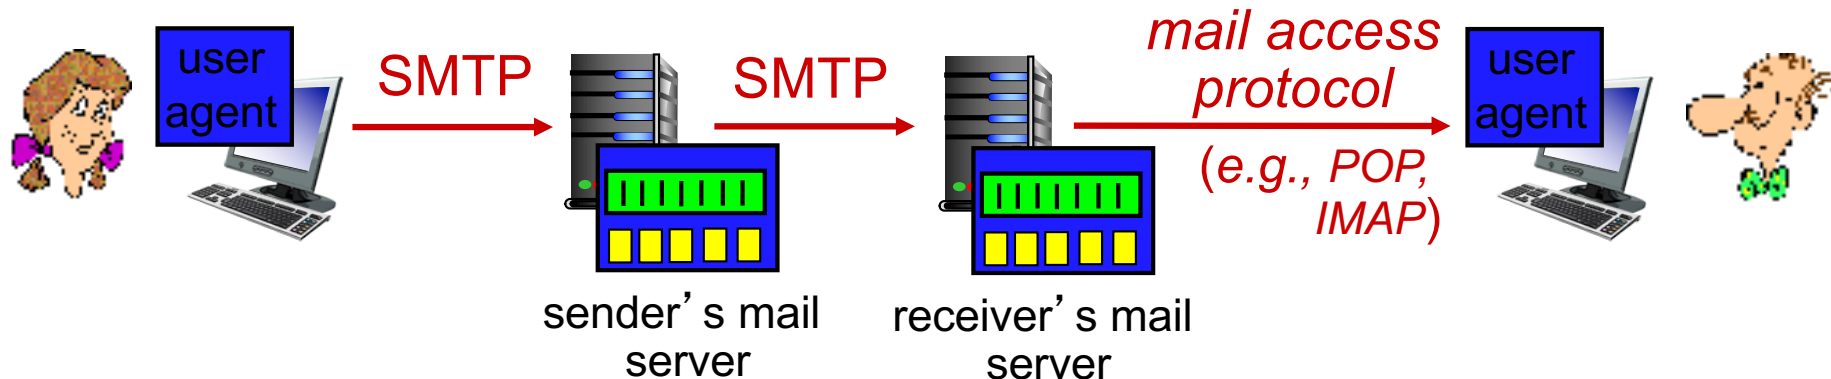 user
agent
SMTP
SMTP
mail access
protocol
(e.g., POP,
IMAP)
user
agent
sender’s mail
server
receiver’s mail
server